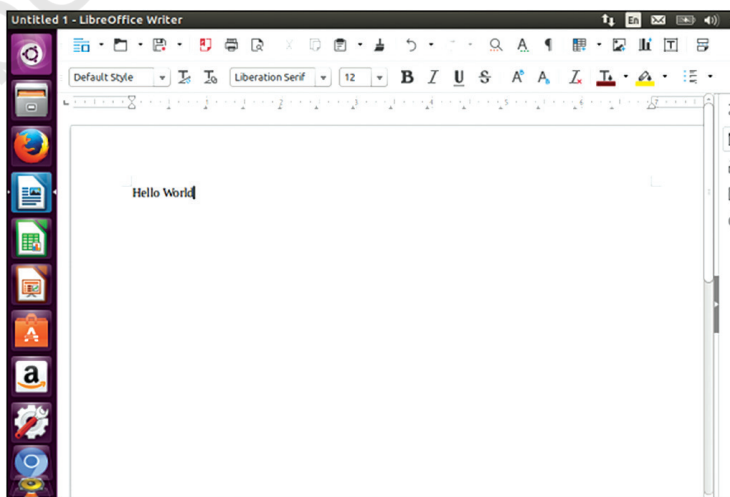 Untitled 1 - LibreOffice Writer
En
Default Style
Liberation Serif
12
B I U S
Hello World